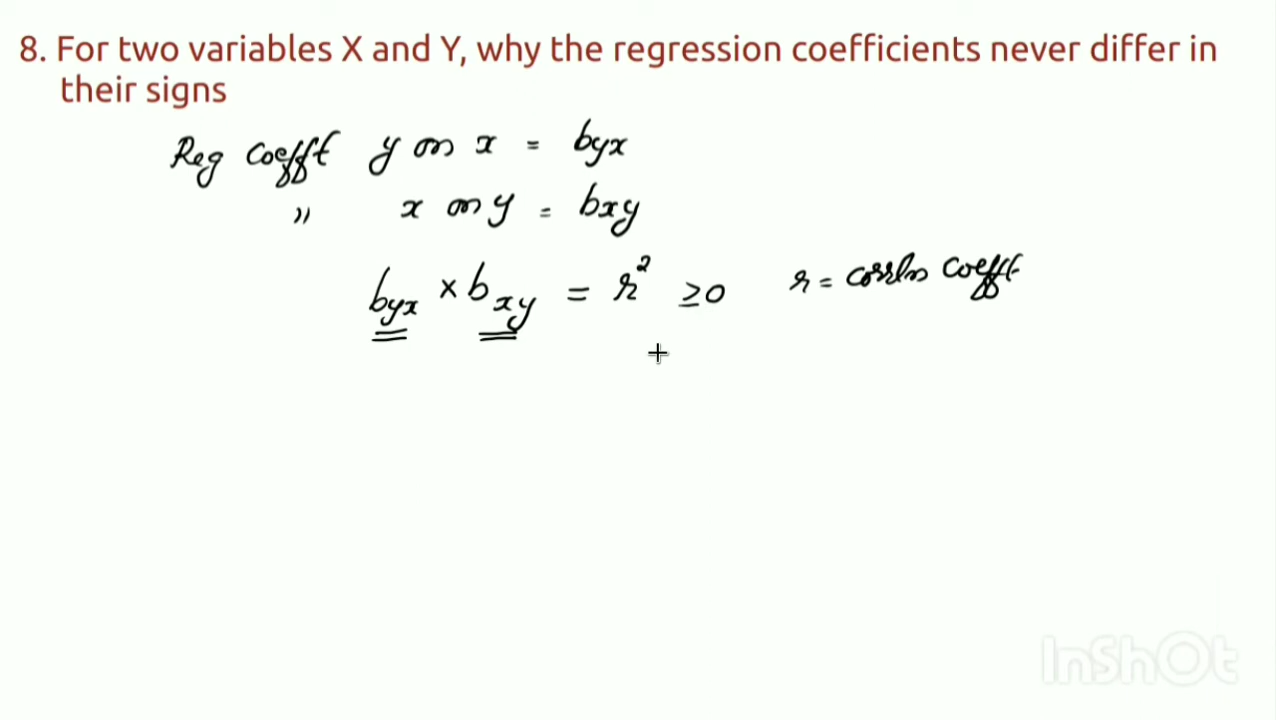 8. For two variables X and Y, why the regression coefficients never differ in
their signs
Reg coefft y on x = byx
" x on y = bxy
byx × bxy = r² ≥0 r = corrln coefft
InShOt